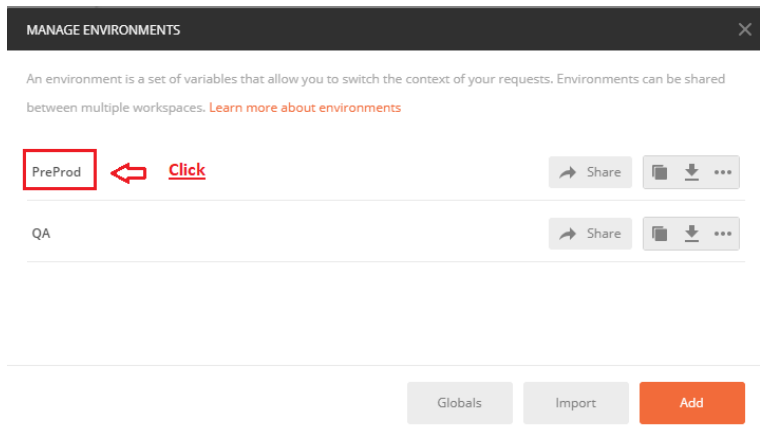 MANAGE ENVIRONMENTS
An environment is a set of variables that allow you to switch the context of your requests. Environments can be shared
between multiple workspaces. Learn more about environments
PreProd Click Share
QA Share
Globals Import Add